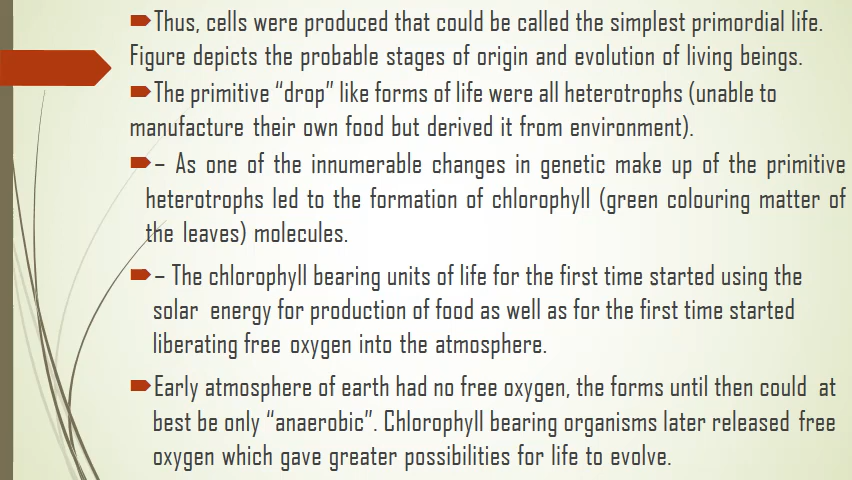 Thus, cells were produced that could be called the simplest primordial life.
Figure depicts the probable stages of origin and evolution of living beings.
The primitive “drop” like forms of life were all heterotrophs (unable to
manufacture their own food but derived it from environment).
– As one of the innumerable changes in genetic make up of the primitive
heterotrophs led to the formation of chlorophyll (green colouring matter of
the leaves) molecules.
– The chlorophyll bearing units of life for the first time started using the
solar energy for production of food as well as for the first time started
liberating free oxygen into the atmosphere.
Early atmosphere of earth had no free oxygen, the forms until then could at
best be only “anaerobic”. Chlorophyll bearing organisms later released free
oxygen which gave greater possibilities for life to evolve.